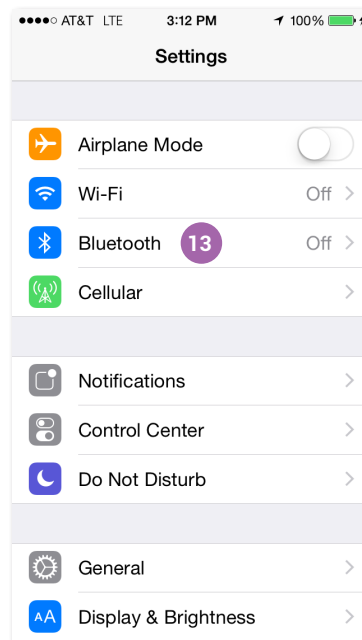 AT&T LTE 3:12 PM 100%
Settings
Airplane Mode
Wi-Fi Off
Bluetooth 13 Off
Cellular
Notifications
Control Center
Do Not Disturb
General
AA Display & Brightness